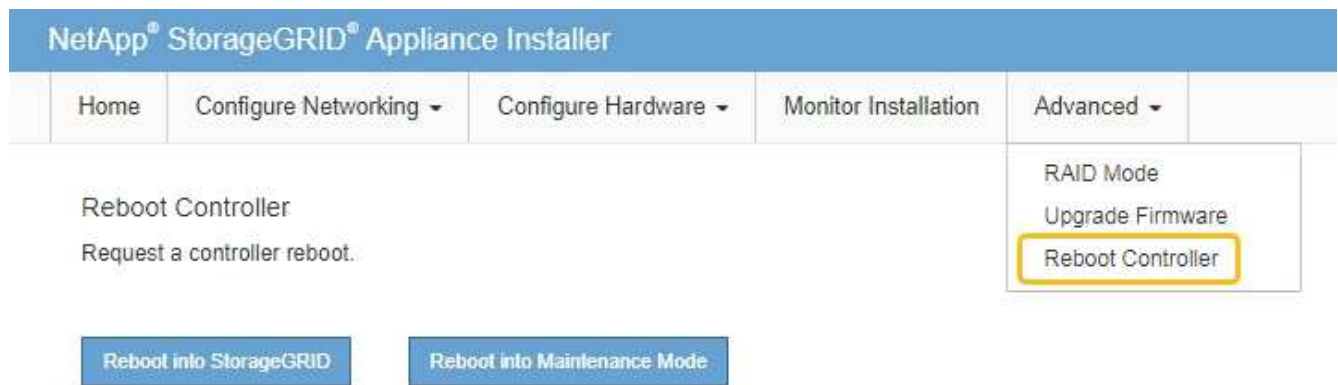 NetApp® StorageGRID® Appliance Installer
Home Configure Networking Configure Hardware Monitor Installation Advanced
RAID Mode
Upgrade Firmware
Reboot Controller
Reboot Controller
Request a controller reboot.
Reboot into StorageGRID Reboot into Maintenance Mode